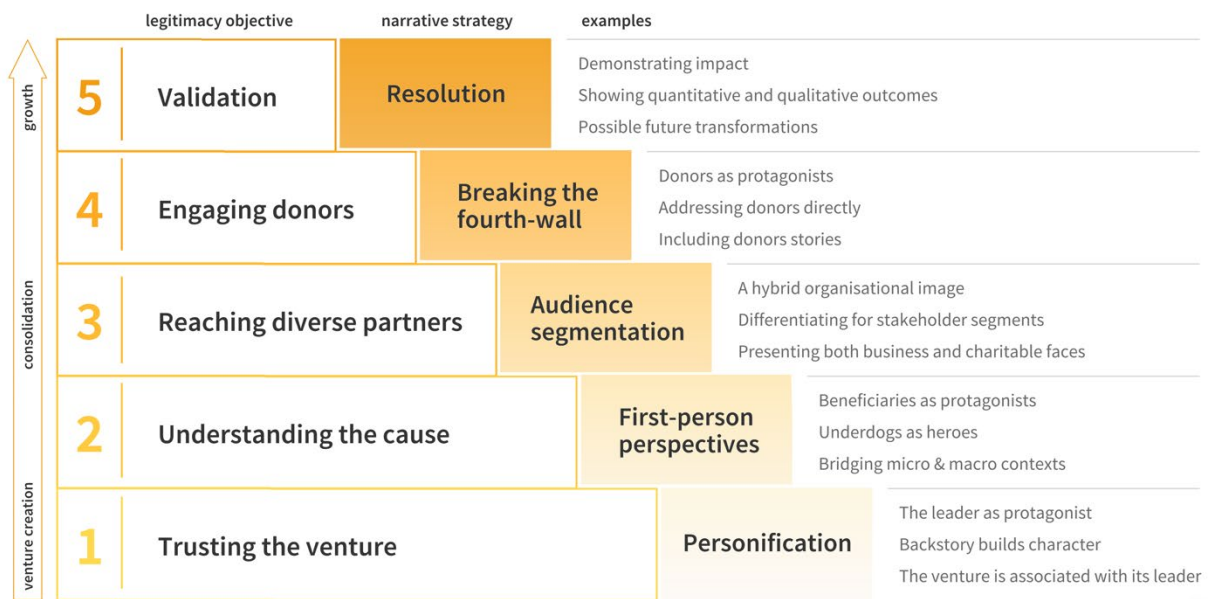 legitimacy objective
narrative strategy
examples
growth
5
Validation
Resolution
Demonstrating impact
Showing quantitative and qualitative outcomes
Possible future transformations
4
Engaging donors
Breaking the
fourth-wall
Donors as protagonists
Addressing donors directly
Including donors stories
consolidation
3
Reaching diverse partners
Audience
segmentation
A hybrid organisational image
Differentiating for stakeholder segments
Presenting both business and charitable faces
2
Understanding the cause
First-person
perspectives
Beneficiaries as protagonists
Underdogs as heroes
Bridging micro & macro contexts
venture creation
1
Trusting the venture
Personification
The leader as protagonist
Backstory builds character
The venture is associated with its leader